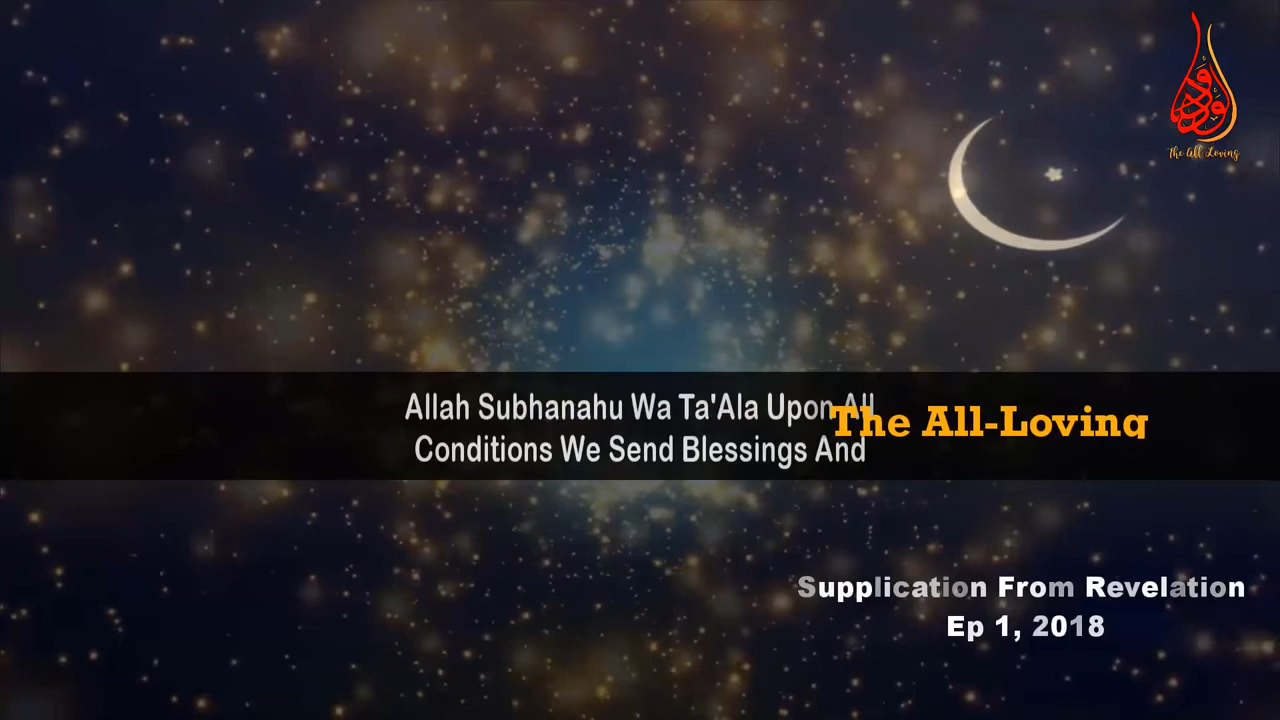 الودود
The All Loving
Allah Subhanahu Wa Ta'Ala Upon All
Conditions We Send Blessings And
The All-Loving
Supplication From Revelation
Ep 1, 2018